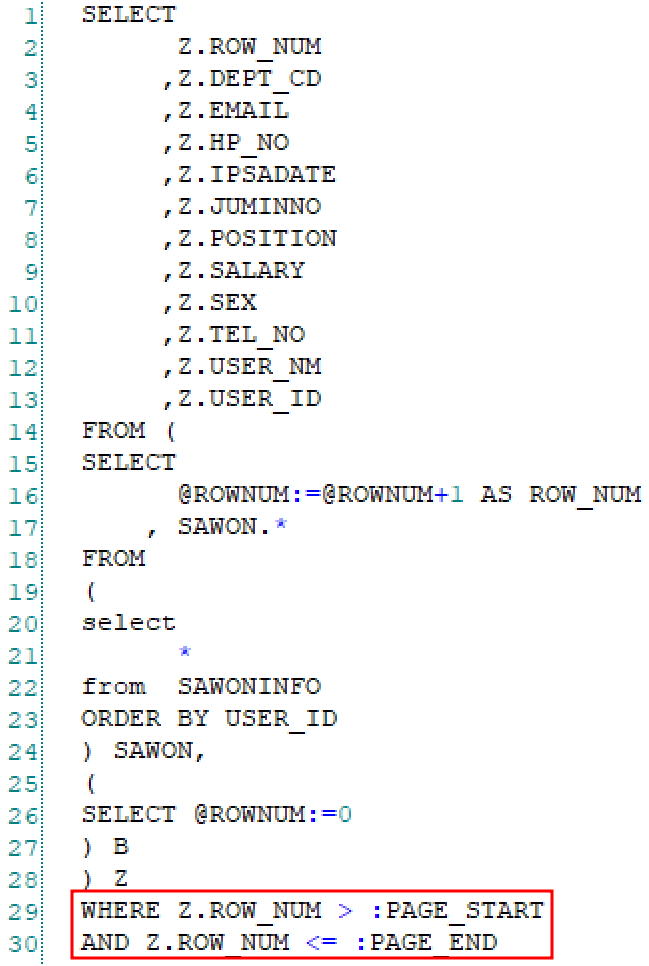 1 SELECT
2 Z.ROW_NUM
3 ,Z.DEPT_CD
4 ,Z.EMAIL
5 ,Z.HP_NO
6 ,Z.IPSADATE
7 ,Z.JUMINNO
8 ,Z.POSITION
9 ,Z.SALARY
10 ,Z.SEX
11 ,Z.TEL_NO
12 ,Z.USER_NM
13 ,Z.USER_ID
14 FROM (
15 SELECT
16 @ROWNUM:=@ROWNUM+1 AS ROW_NUM
17 , SAWON.*
18 FROM
19 (
20 select
21 *
22 from  SAWONINFO
23 ORDER BY USER_ID
24 ) SAWON,
25 (
26 SELECT @ROWNUM:=0
27 ) B
28 ) Z
29 WHERE Z.ROW_NUM > :PAGE_START
30 AND Z.ROW_NUM <= :PAGE_END